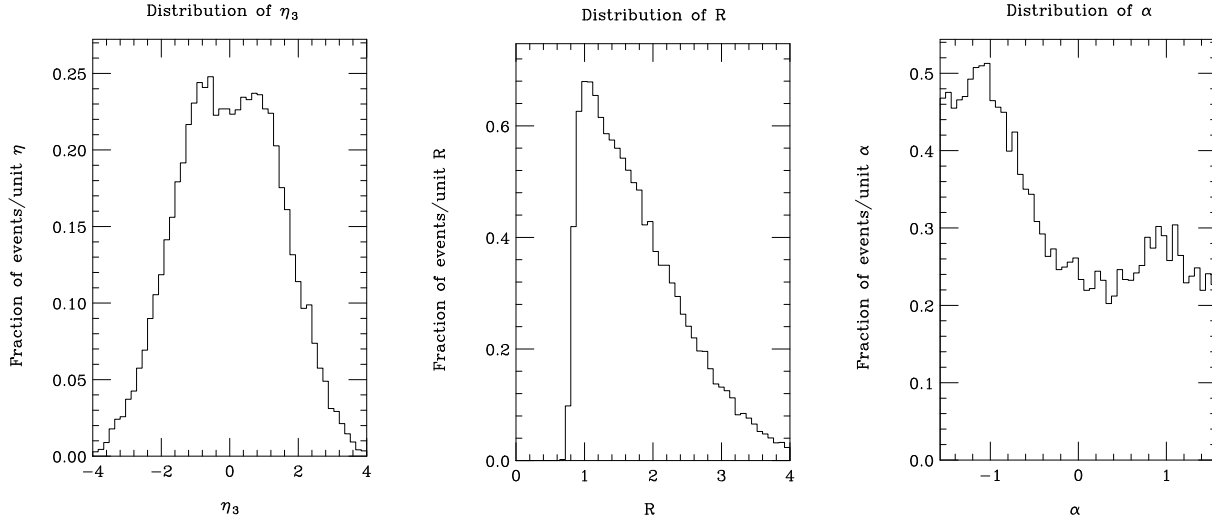 Distribution of η₃
Fraction of events/unit η
0.25
0.20
0.15
0.10
0.05
0.00
−4 −2 0 2 4
η₃
Distribution of R
Fraction of events/unit R
0.6
0.4
0.2
0.0
0 1 2 3 4
R
Distribution of α
Fraction of events/unit α
0.5
0.4
0.3
0.2
0.1
0.0
−1 0 1
α